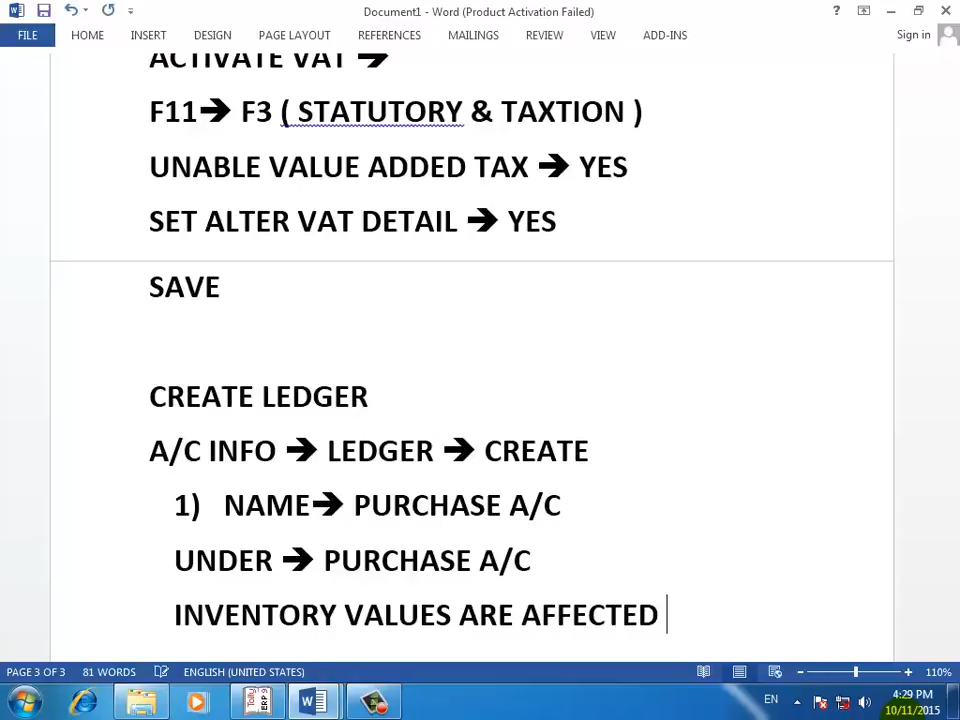 Document1 - Word (Product Activation Failed)
Sign in
FILE HOME INSERT DESIGN PAGE LAYOUT REFERENCES MAILINGS REVIEW VIEW ADD-INS
ACTIVATE VAT ➔
F11➔ F3 ( STATUTORY & TAXTION )
UNABLE VALUE ADDED TAX ➔ YES
SET ALTER VAT DETAIL ➔ YES
SAVE
CREATE LEDGER
A/C INFO ➔ LEDGER ➔ CREATE
1) NAME➔ PURCHASE A/C
UNDER ➔ PURCHASE A/C
INVENTORY VALUES ARE AFFECTED
PAGE 3 OF 3 81 WORDS ENGLISH (UNITED STATES) 110%
Tally ERP 9
EN
4:29 PM
10/11/2015